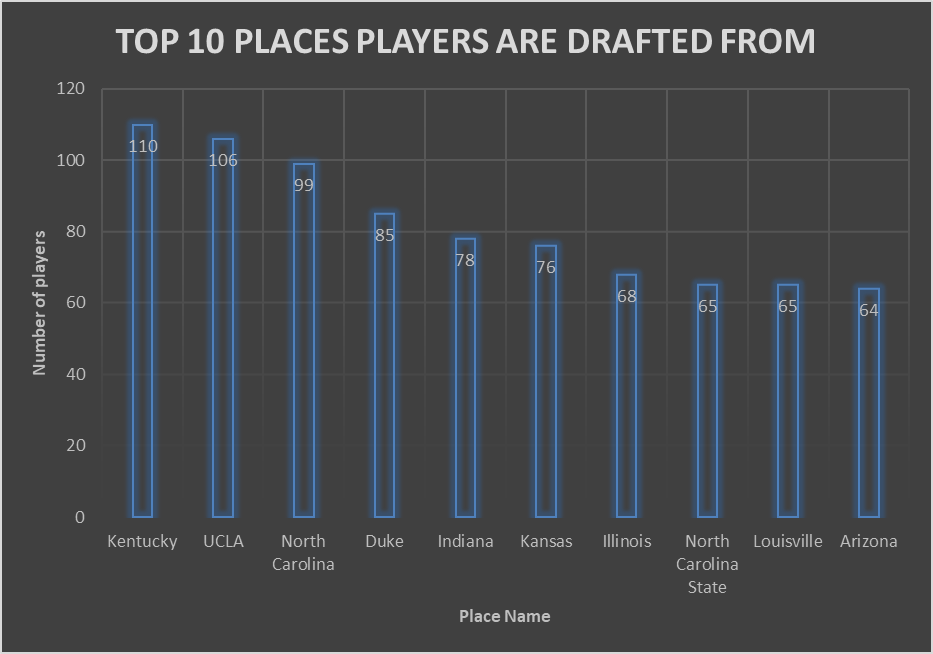 TOP 10 PLACES PLAYERS ARE DRAFTED FROM
120
100
80
60
40
20
0
Number of players
110
106
99
85
78
76
68
65
65
64
Kentucky
UCLA
North
Carolina
Duke
Indiana
Kansas
Illinois
North
Carolina
State
Louisville
Arizona
Place Name